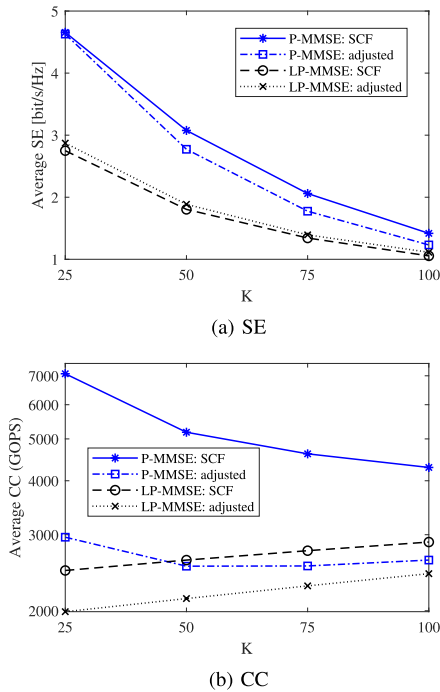 5
4
3
2
1
25
50
75
100
Average SE [bit/s/Hz]
K
P-MMSE: SCF
P-MMSE: adjusted
LP-MMSE: SCF
LP-MMSE: adjusted
(a) SE
7000
6000
5000
4000
3000
2000
25
50
75
100
Average CC (GOPS)
K
P-MMSE: SCF
P-MMSE: adjusted
LP-MMSE: SCF
LP-MMSE: adjusted
(b) CC